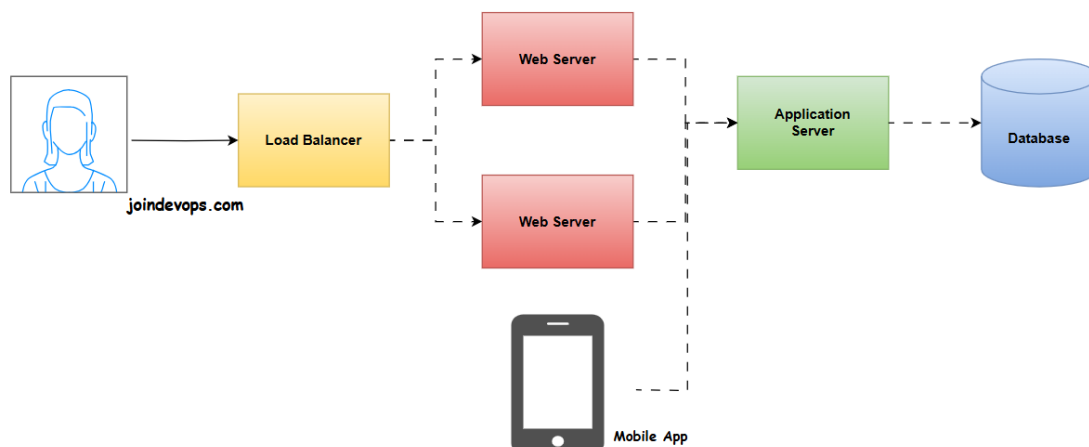 Web Server
Load Balancer
joindevops.com
Web Server
Application
Server
Database
Mobile App